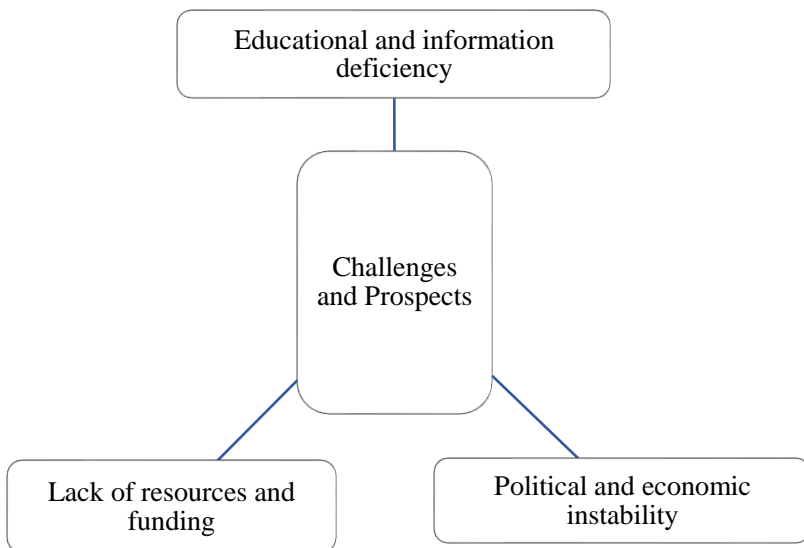 Educational and information
deficiency
Challenges
and Prospects
Lack of resources and
funding
Political and economic
instability